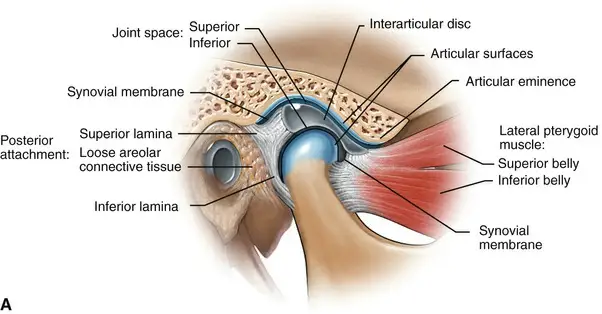 Joint space: Superior
Inferior
Interarticular disc
Articular surfaces
Articular eminence
Synovial membrane
Posterior
attachment:
Superior lamina
Loose areolar
connective tissue
Inferior lamina
Lateral pterygoid
muscle:
Superior belly
Inferior belly
Synovial
membrane
A